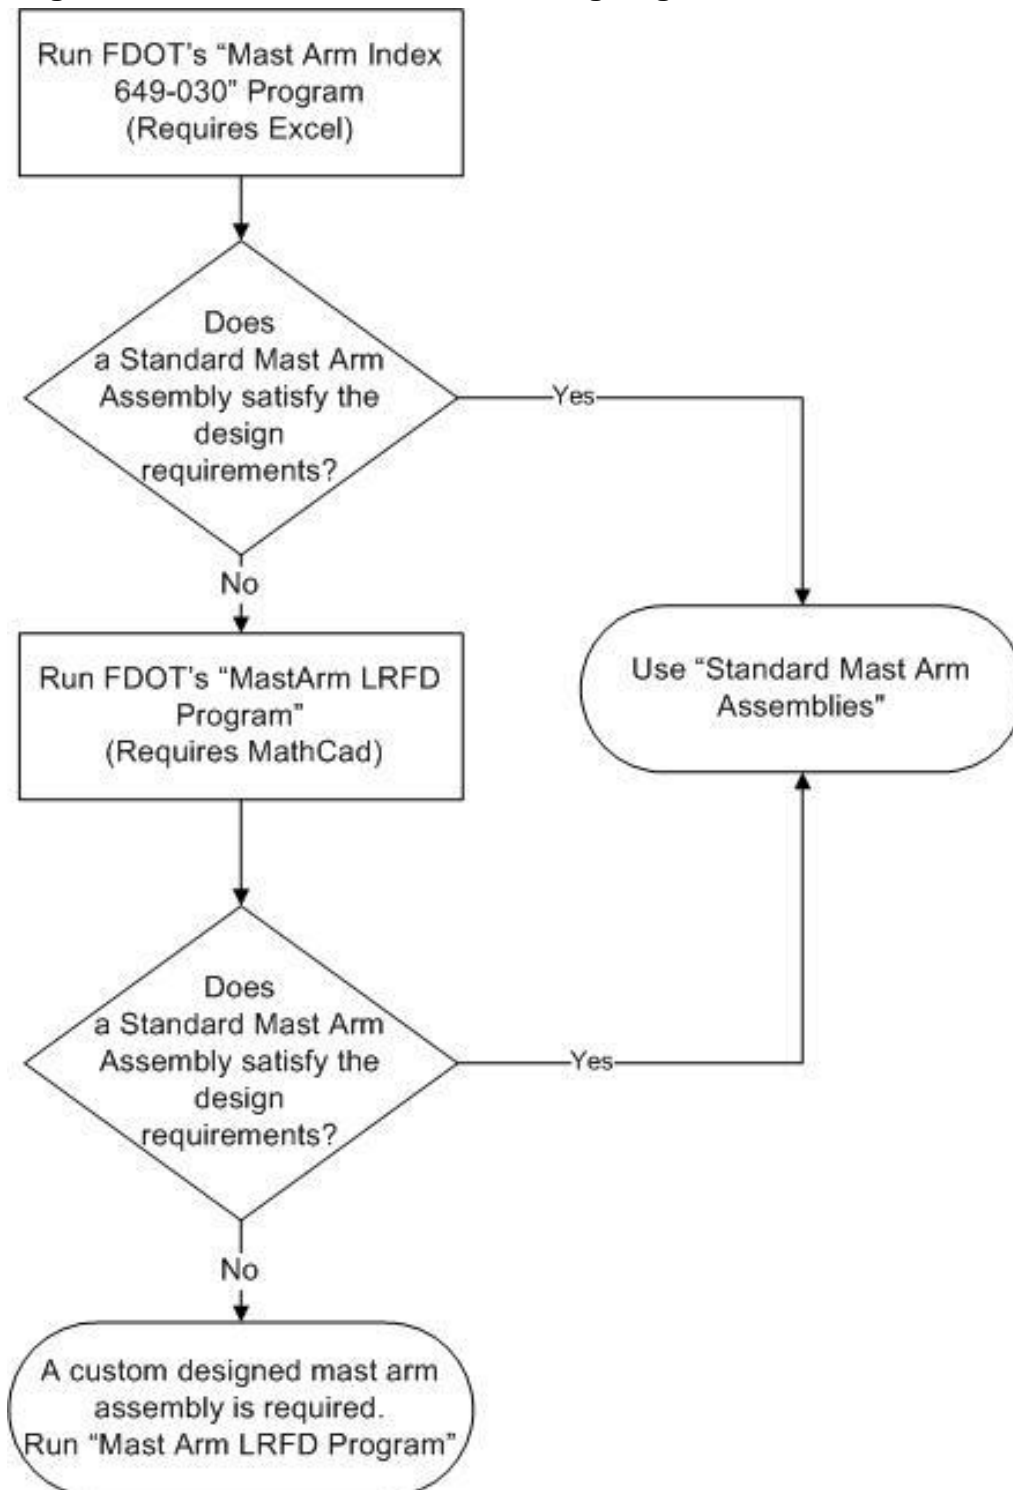 Run FDOT's “Mast Arm Index
649-030” Program
(Requires Excel)
Does
a Standard Mast Arm
Assembly satisfy the
design
requirements?
Yes
No
Run FDOT's “MastArm LRFD
Program”
(Requires MathCad)
Use “Standard Mast Arm
Assemblies”
Does
a Standard Mast Arm
Assembly satisfy the
design
requirements?
Yes
No
A custom designed mast arm
assembly is required.
Run “Mast Arm LRFD Program”